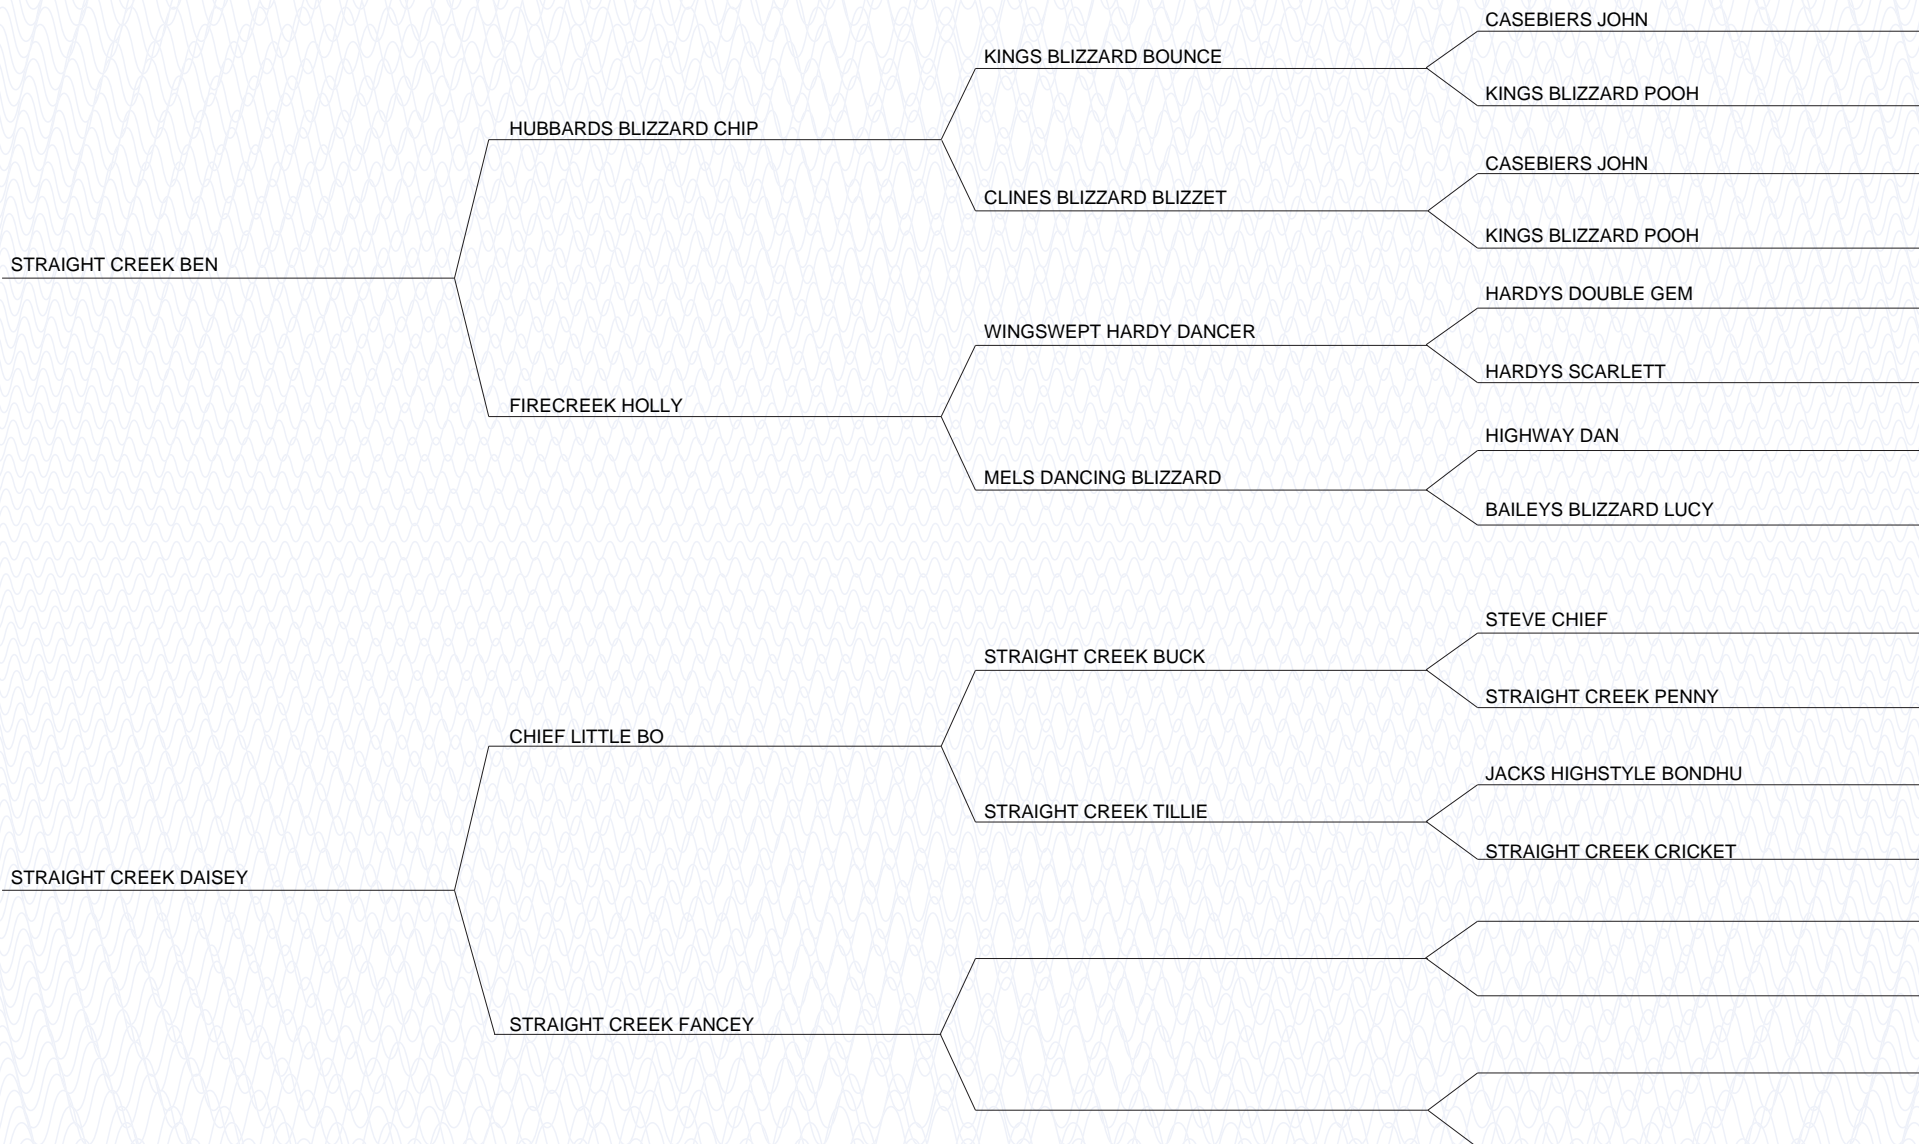 CASEBIERS JOHN
KINGS BLIZZARD BOUNCE
KINGS BLIZZARD POOH
HUBBARDS BLIZZARD CHIP
CASEBIERS JOHN
CLINES BLIZZARD BLIZZET
KINGS BLIZZARD POOH
STRAIGHT CREEK BEN
HARDYS DOUBLE GEM
WINGSWEPT HARDY DANCER
HARDYS SCARLETT
FIRECREEK HOLLY
HIGHWAY DAN
MELS DANCING BLIZZARD
BAILEYS BLIZZARD LUCY
STEVE CHIEF
STRAIGHT CREEK BUCK
STRAIGHT CREEK PENNY
CHIEF LITTLE BO
JACKS HIGHSTYLE BONDHU
STRAIGHT CREEK TILLIE
STRAIGHT CREEK CRICKET
STRAIGHT CREEK DAISEY
STRAIGHT CREEK FANCEY